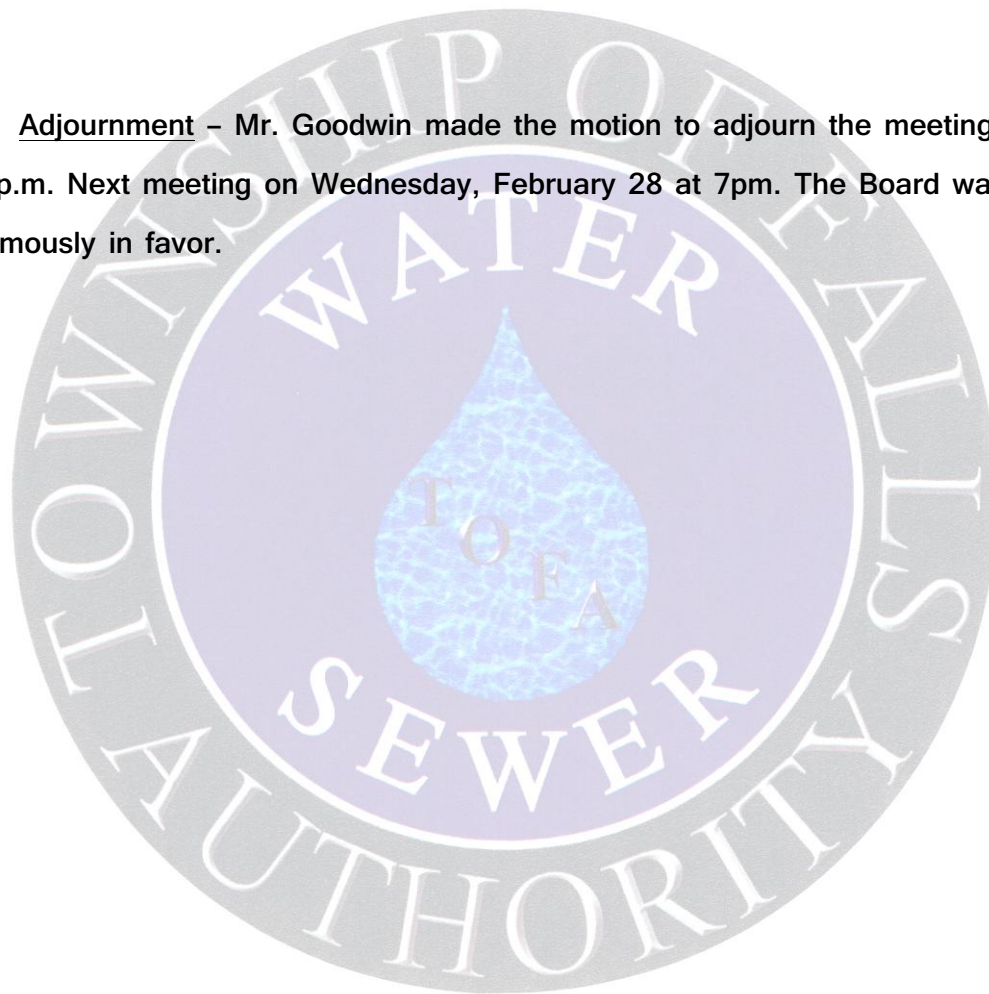 Adjournment – Mr. Goodwin made the motion to adjourn the meeting
p.m. Next meeting on Wednesday, February 28 at 7pm. The Board wa
mously in favor.
TOWNSHIP OF FALLS
WATER
TOFA
SEWER
AUTHORITY